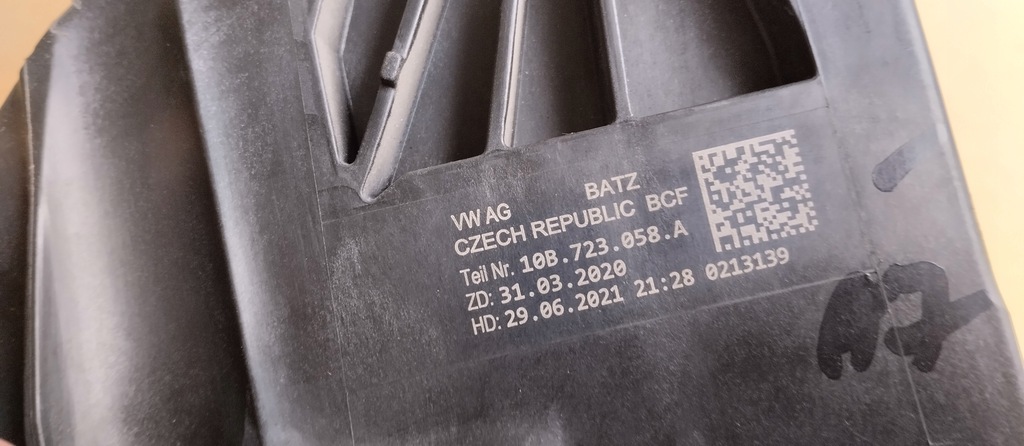 VW AG BATZ
CZECH REPUBLIC BCF
Teil Nr. 10B.723.058.A
ZD: 31.03.2020
HD: 29.06.2021 21:28 0213139